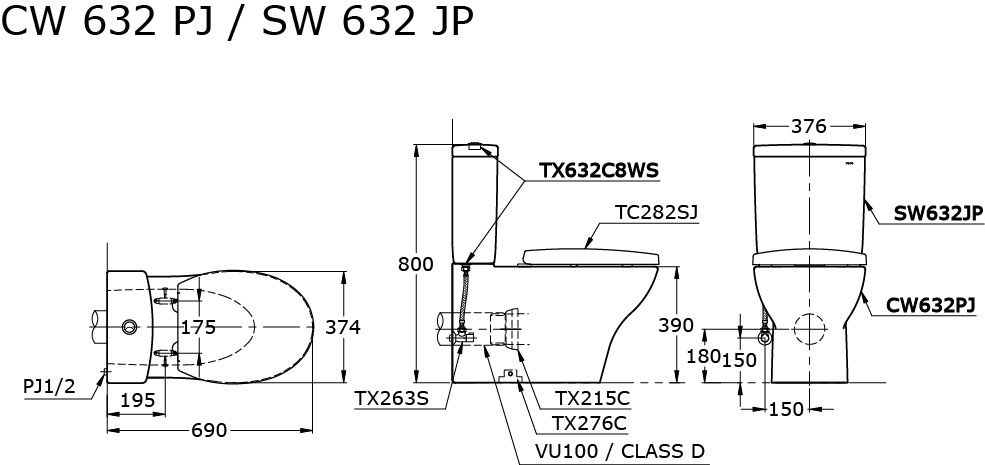 CW 632 PJ / SW 632 JP
376
TX632C8WS
TC282SJ
SW632JP
800
CW632PJ
175
374
390
180
150
PJ1/2
195
TX263S
TX215C
150
TX276C
690
VU100 / CLASS D